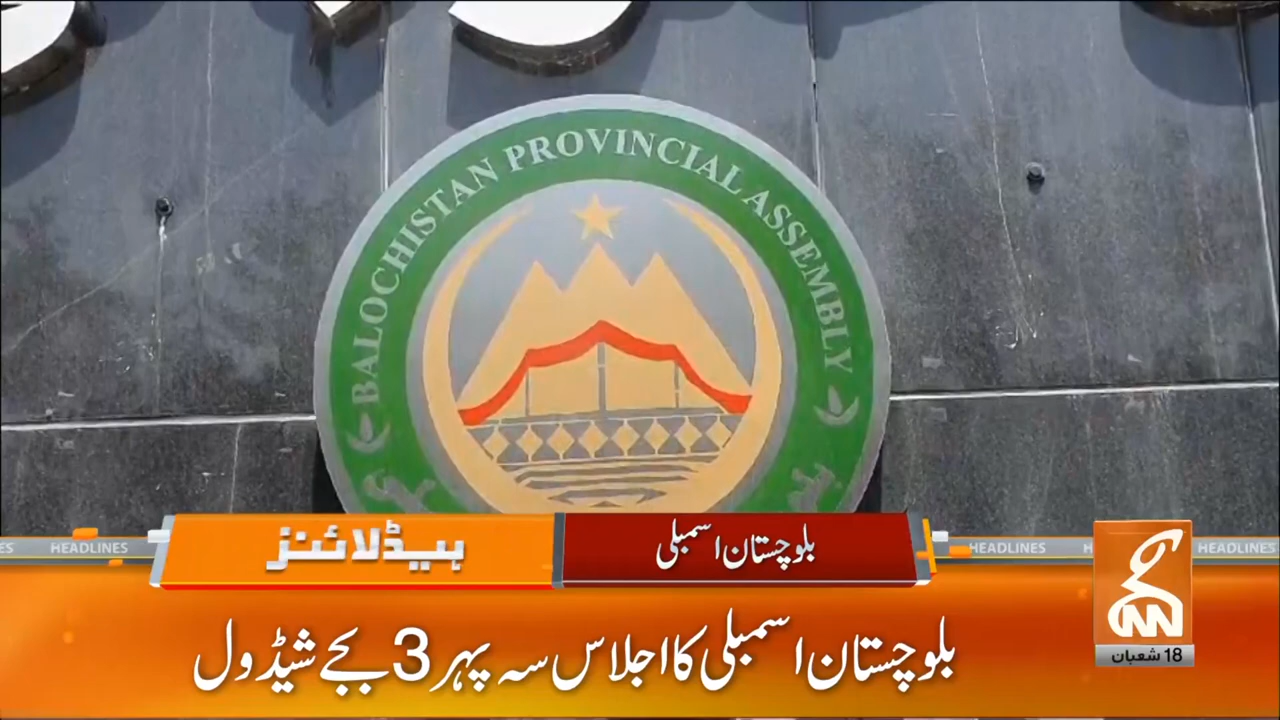 BALOCHISTAN PROVINCIAL ASSEMBLY
HEADLINES
بلوچستان اسمبلی
ہیڈلائنز
HEADLINES
HEADLINES
GNN
18 شعبان
بلوچستان اسمبلی کا اجلاس سہ پہر 3 بجے شیڈول